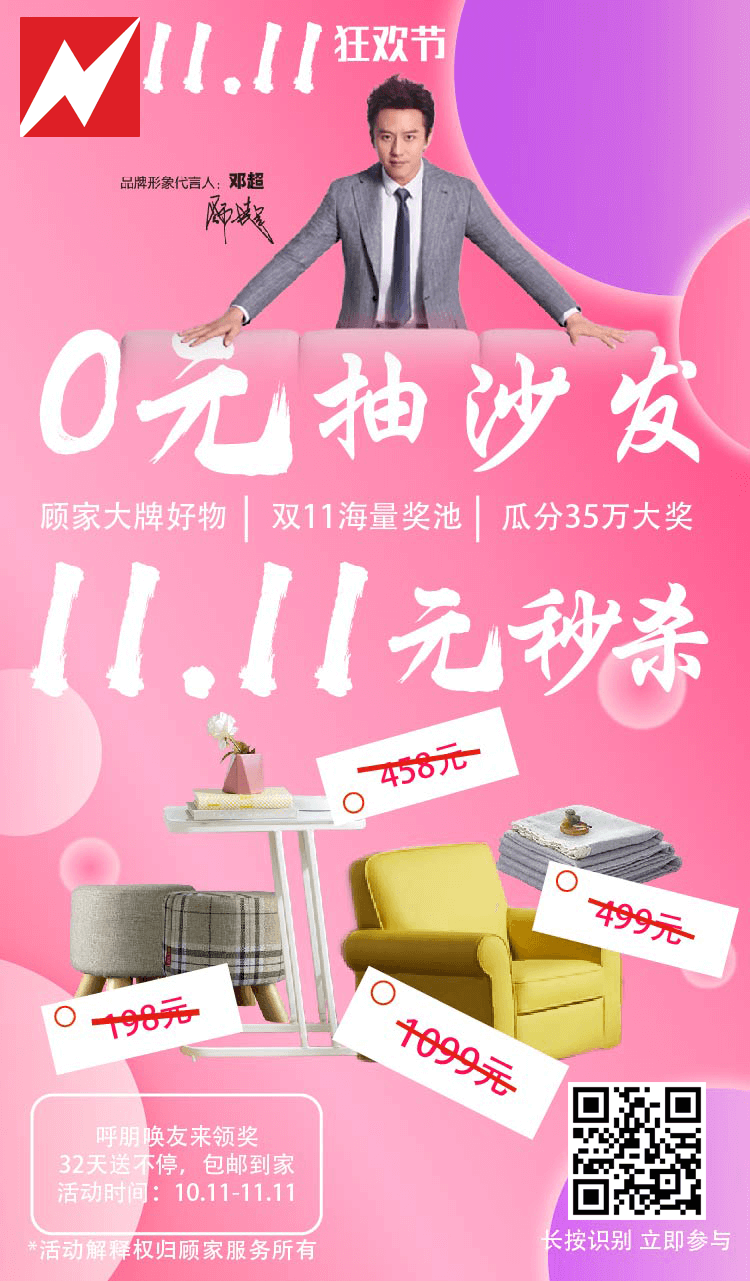 11.11 狂欢节
品牌形象代言人：邓超
0元抽沙发
顾家大牌好物 | 双11海量奖池 | 瓜分35万大奖
11.11元秒杀
458元
499元
198元
1099元
呼朋唤友来领奖
32天送不停，包邮到家
活动时间：10.11-11.11
*活动解释权归顾家服务所有
长按识别 立即参与